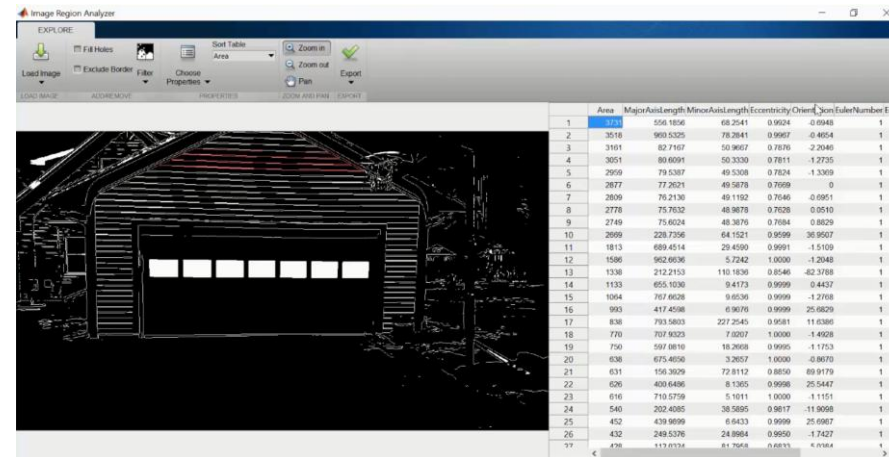 Image Region Analyzer
EXPLORE
Load Image
Fill Holes
Exclude Border
Filter
Choose Properties
Sort Table
Area
Zoom in
Zoom out
Pan
Export
LOAD IMAGE ADD/REMOVE PROPERTIES ZOOM AND PAN EXPORT
Area MajorAxisLength MinorAxisLength Eccentricity Orientation EulerNumber
1 3731 556.1856 68.2541 0.9924 -0.6948 1
2 3518 960.5325 78.2841 0.9967 -0.4654 1
3 3161 82.7167 50.9667 0.7876 -2.2046 1
4 3051 80.6091 50.3330 0.7811 -1.2735 1
5 2959 79.5387 49.5308 0.7824 -1.3369 1
6 2877 77.2621 49.5878 0.7669 0 1
7 2809 76.2130 49.1192 0.7646 -0.6951 1
8 2778 75.7632 48.9878 0.7628 0.0510 1
9 2749 75.6024 48.3876 0.7684 0.8829 1
10 2669 228.7356 64.1521 0.9599 36.9507 1
11 1813 689.4514 29.4590 0.9991 -1.5109 1
12 1586 962.6636 5.7242 1.0000 -1.2048 1
13 1338 212.2153 110.1836 0.8546 -82.3788 1
14 1133 655.1030 9.4173 0.9999 0.4437 1
15 1064 767.6628 9.6536 0.9999 -1.2768 1
16 993 417.4598 6.9076 0.9999 25.6829 1
17 838 793.5803 227.2545 0.9581 11.6386 1
18 770 707.9323 7.0207 1.0000 -1.4928 1
19 750 597.0810 18.2668 0.9995 -1.1753 1
20 638 675.4656 3.2657 1.0000 -0.8670 1
21 631 156.3929 72.8112 0.8850 89.9179 1
22 626 400.6486 8.1365 0.9998 25.5447 1
23 616 710.5759 5.1011 1.0000 -1.1151 1
24 540 202.4085 38.5895 0.9817 -11.9098 1
25 452 439.9899 6.6433 0.9999 25.6987 1
26 432 249.5376 24.8984 0.9950 -1.7427 1